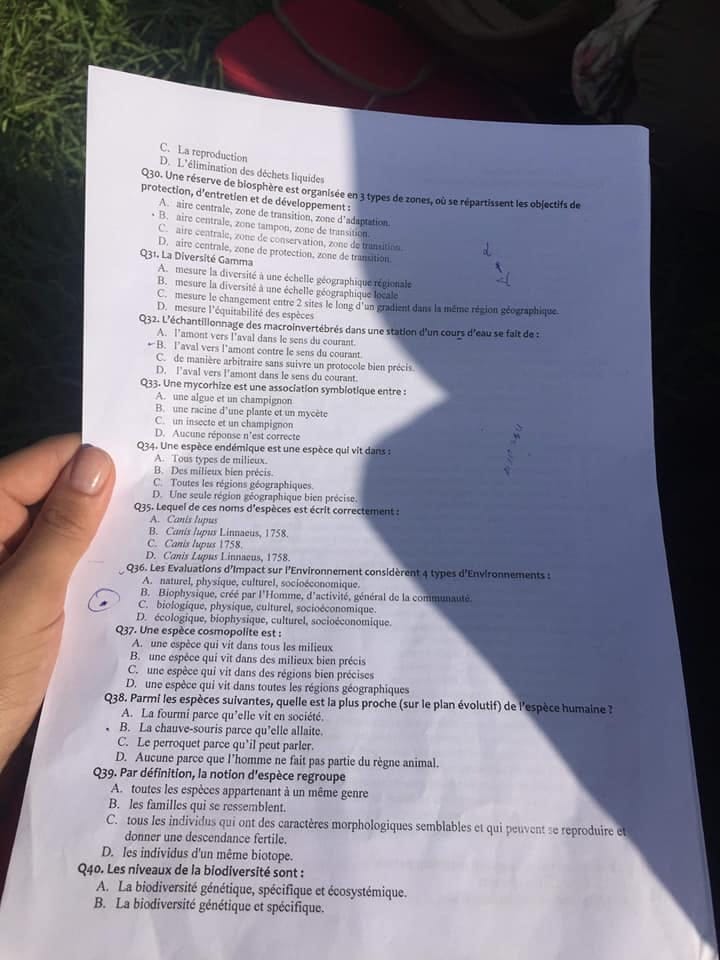 C. La reproduction
D. L'élimination des déchets liquides
Q30. Une réserve de biosphère est organisée en 3 types de zones, où se répartissent les objectifs de
protection, d'entretien et de développement :
A. aire centrale, zone de transition, zone d'adaptation.
B. aire centrale, zone tampon, zone de transition.
C. aire centrale, zone de conservation, zone de transition.
D. aire centrale, zone de protection, zone de transition.
Q31. La Diversité Gamma
A. mesure la diversité à une échelle géographique régionale
B. mesure la diversité à une échelle géographique locale
C. mesure le changement entre 2 sites le long d'un gradient dans la même région géographique.
D. mesure l'équitabilité des espèces
Q32. L'échantillonnage des macroinvertébrés dans une station d'un cours d'eau se fait de :
A. l'amont vers l'aval dans le sens du courant.
B. l'aval vers l'amont contre le sens du courant.
C. de manière arbitraire sans suivre un protocole bien précis.
D. l'aval vers l'amont dans le sens du courant.
Q33. Une mycorhize est une association symbiotique entre :
A. une algue et un champignon
B. une racine d'une plante et un mycète
C. un insecte et un champignon
D. Aucune réponse n'est correcte
Q34. Une espèce endémique est une espèce qui vit dans :
A. Tous types de milieux.
B. Des milieux bien précis.
C. Toutes les régions géographiques.
D. Une seule région géographique bien précise.
Q35. Lequel de ces noms d'espèces est écrit correctement :
A. Canis lupus
B. Canis lupus Linnaeus, 1758.
C. Canis lupus 1758.
D. Canis Lupus Linnaeus, 1758.
Q36. Les Evaluations d'Impact sur l'Environnement considèrent 4 types d'Environnements :
A. naturel, physique, culturel, socioéconomique.
B. Biophysique, créé par l'Homme, d'activité, général de la communauté.
C. biologique, physique, culturel, socioéconomique.
D. écologique, biophysique, culturel, socioéconomique.
Q37. Une espèce cosmopolite est :
A. une espèce qui vit dans tous les milieux
B. une espèce qui vit dans des milieux bien précis
C. une espèce qui vit dans des régions bien précises
D. une espèce qui vit dans toutes les régions géographiques
Q38. Parmi les espèces suivantes, quelle est la plus proche (sur le plan évolutif) de l'espèce humaine ?
A. La fourmi parce qu'elle vit en société.
B. La chauve-souris parce qu'elle allaite.
C. Le perroquet parce qu'il peut parler.
D. Aucune parce que l'homme ne fait pas partie du règne animal.
Q39. Par définition, la notion d'espèce regroupe
A. toutes les espèces appartenant à un même genre
B. les familles qui se ressemblent.
C. tous les individus qui ont des caractères morphologiques semblables et qui peuvent se reproduire et
donner une descendance fertile.
D. les individus d'un même biotope.
Q40. Les niveaux de la biodiversité sont :
A. La biodiversité génétique, spécifique et écosystémique.
B. La biodiversité génétique et spécifique.